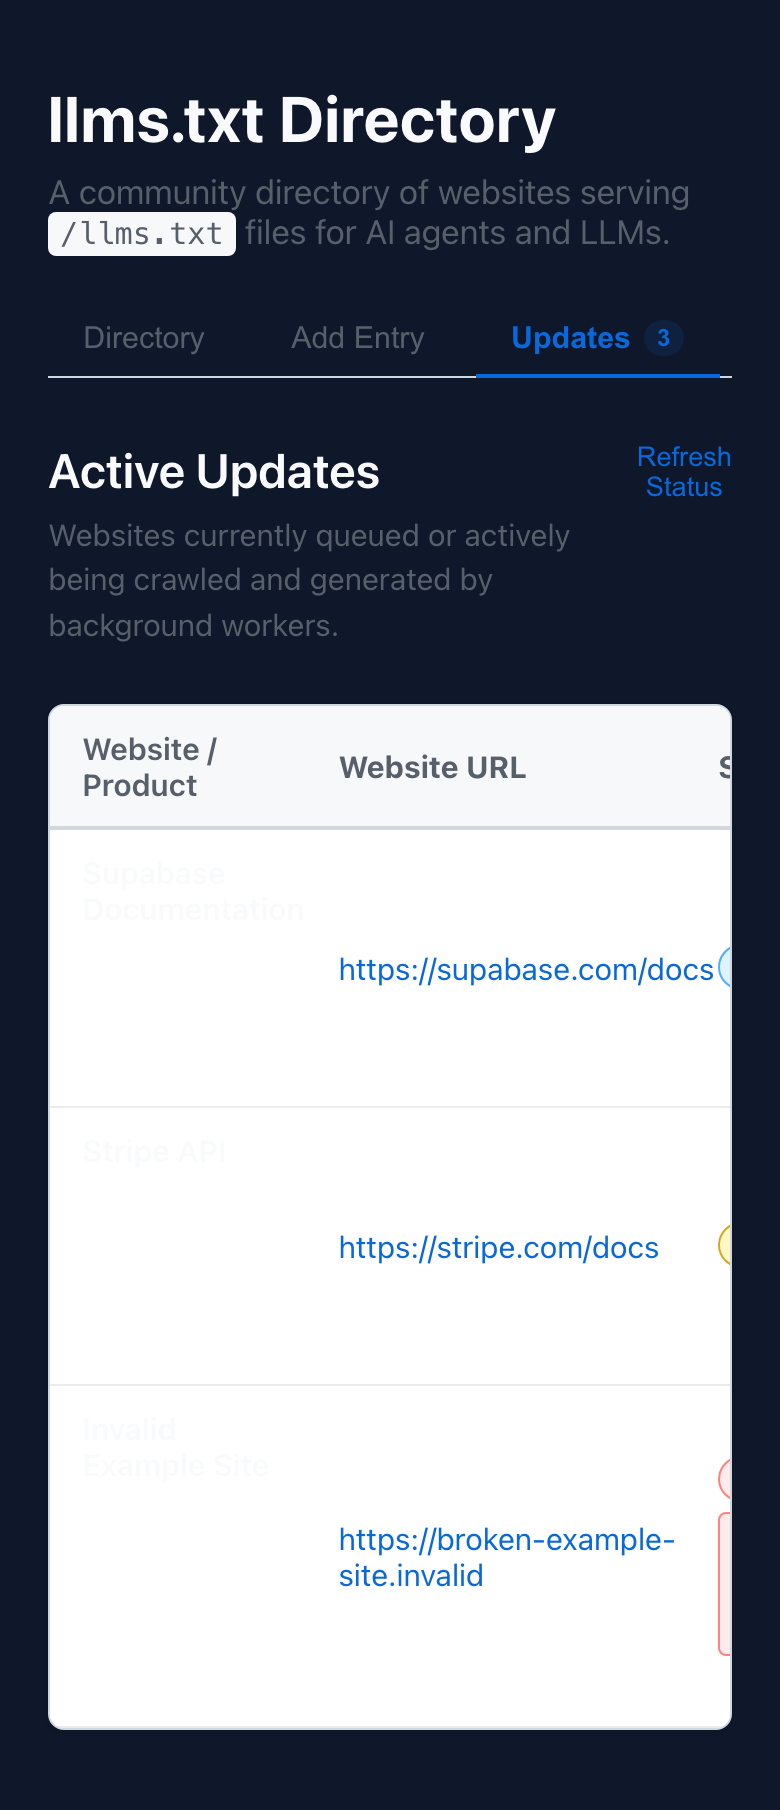 llms.txt Directory
A community directory of websites serving
/llms.txt files for AI agents and LLMs.
Directory Add Entry Updates 3
Active Updates
Refresh
Status
Websites currently queued or actively
being crawled and generated by
background workers.
Website /
Product
Website URL
S
Supabase
Documentation
https://supabase.com/docs
Stripe API
https://stripe.com/docs
Invalid
Example Site
https://broken-example-
site.invalid